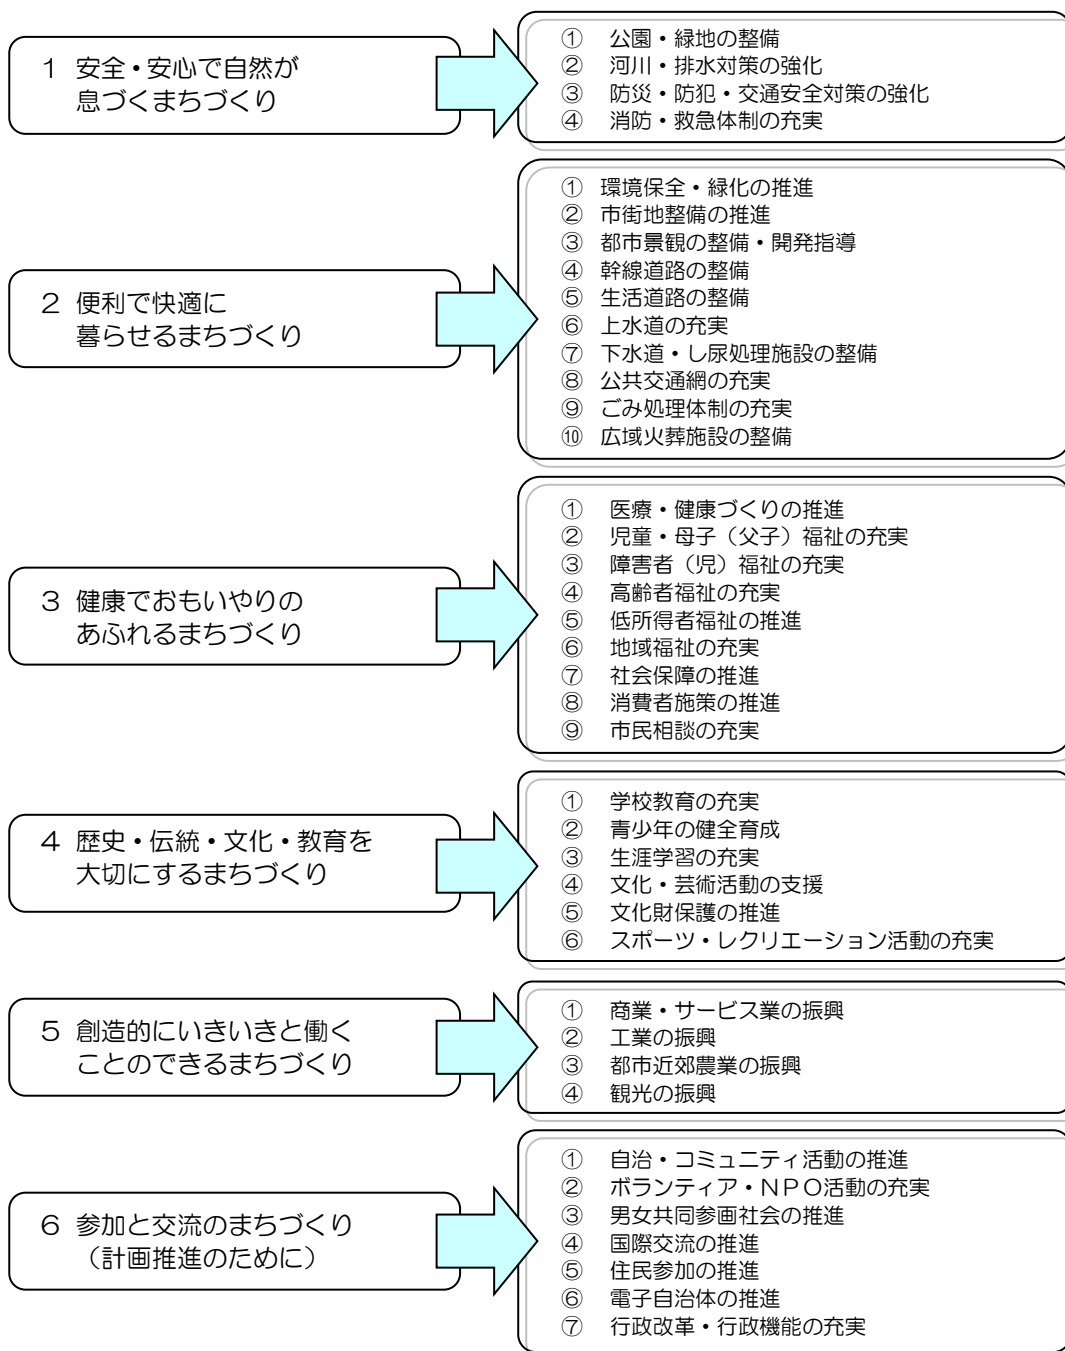 1 安全・安心で自然が
息づくまちづくり
① 公園・緑地の整備
② 河川・排水対策の強化
③ 防災・防犯・交通安全対策の強化
④ 消防・救急体制の充実
2 便利で快適に
暮らせるまちづくり
① 環境保全・緑化の推進
② 市街地整備の推進
③ 都市景観の整備・開発指導
④ 幹線道路の整備
⑤ 生活道路の整備
⑥ 上水道の充実
⑦ 下水道・し尿処理施設の整備
⑧ 公共交通網の充実
⑨ ごみ処理体制の充実
⑩ 広域火葬施設の整備
3 健康でおもいやりの
あふれるまちづくり
① 医療・健康づくりの推進
② 児童・母子（父子）福祉の充実
③ 障害者（児）福祉の充実
④ 高齢者福祉の充実
⑤ 低所得者福祉の推進
⑥ 地域福祉の充実
⑦ 社会保障の推進
⑧ 消費者施策の推進
⑨ 市民相談の充実
4 歴史・伝統・文化・教育を
大切にするまちづくり
① 学校教育の充実
② 青少年の健全育成
③ 生涯学習の充実
④ 文化・芸術活動の支援
⑤ 文化財保護の推進
⑥ スポーツ・レクリエーション活動の充実
5 創造的にいきいきと働く
ことのできるまちづくり
① 商業・サービス業の振興
② 工業の振興
③ 都市近郊農業の振興
④ 観光の振興
6 参加と交流のまちづくり
（計画推進のために）
① 自治・コミュニティ活動の推進
② ボランティア・ＮＰＯ活動の充実
③ 男女共同参画社会の推進
④ 国際交流の推進
⑤ 住民参加の推進
⑥ 電子自治体の推進
⑦ 行政改革・行政機能の充実